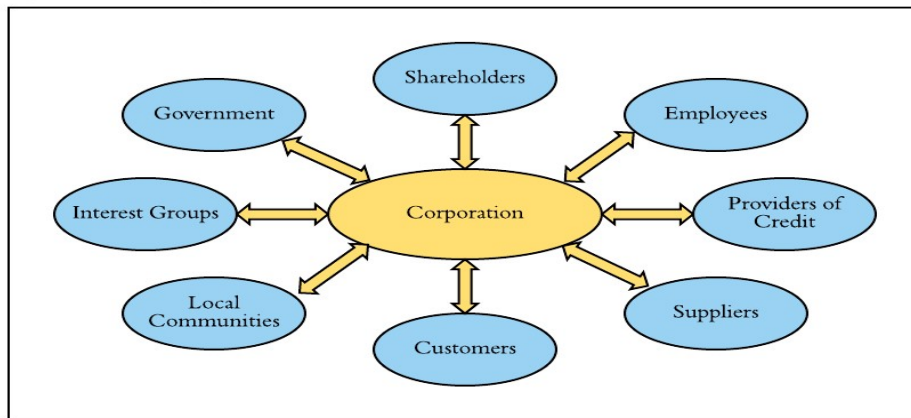 Shareholders
Government
Employees
Interest Groups
Corporation
Providers of
Credit
Local
Communities
Suppliers
Customers